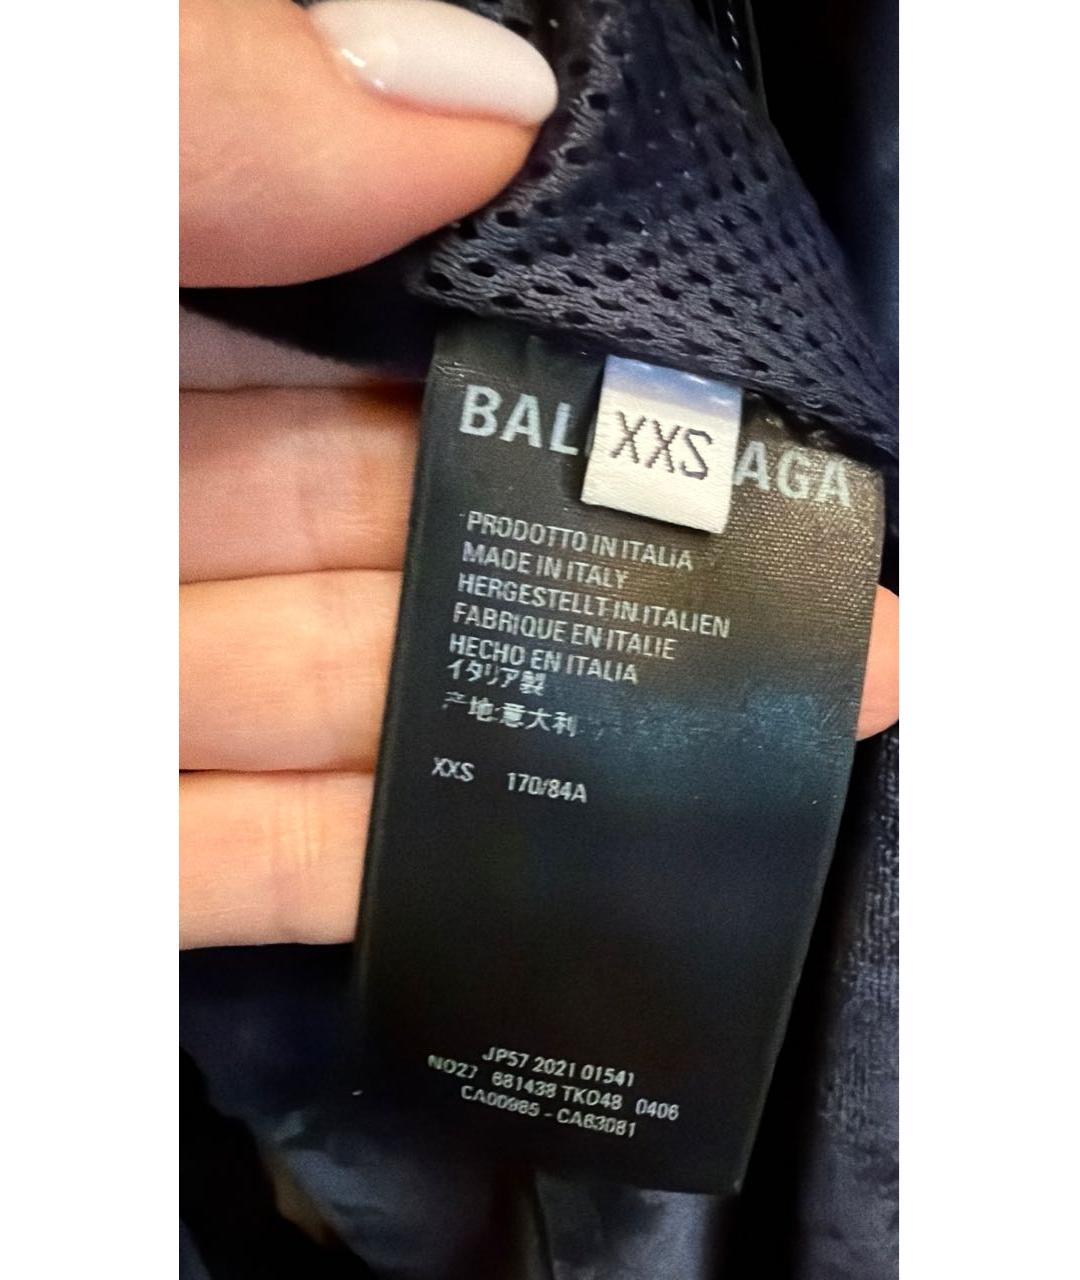 BAL AGA
XXS
PRODOTTO IN ITALIA
MADE IN ITALY
HERGESTELLT IN ITALIEN
FABRIQUE EN ITALIE
HECHO EN ITALIA
イタリア製
产地:意大利
XXS 170/84A
JP57 2021 01541
NO27 681438 TKO48 0406
CA00985 - CA63081